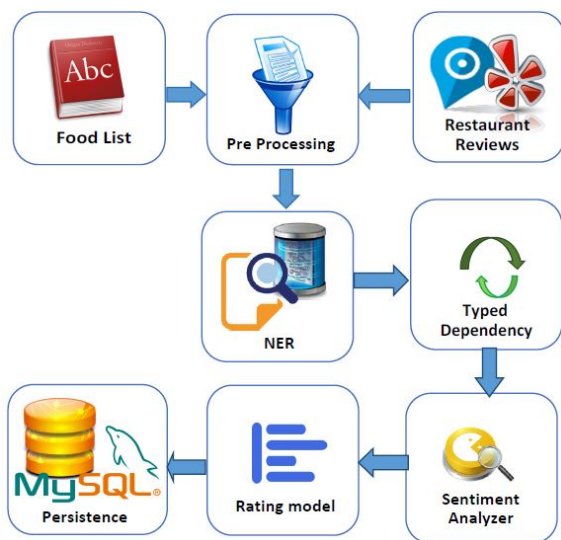 Abc
Food List
Pre Processing
Restaurant
Reviews
NER
Typed
Dependency
MySQL®
Persistence
Rating model
Sentiment
Analyzer